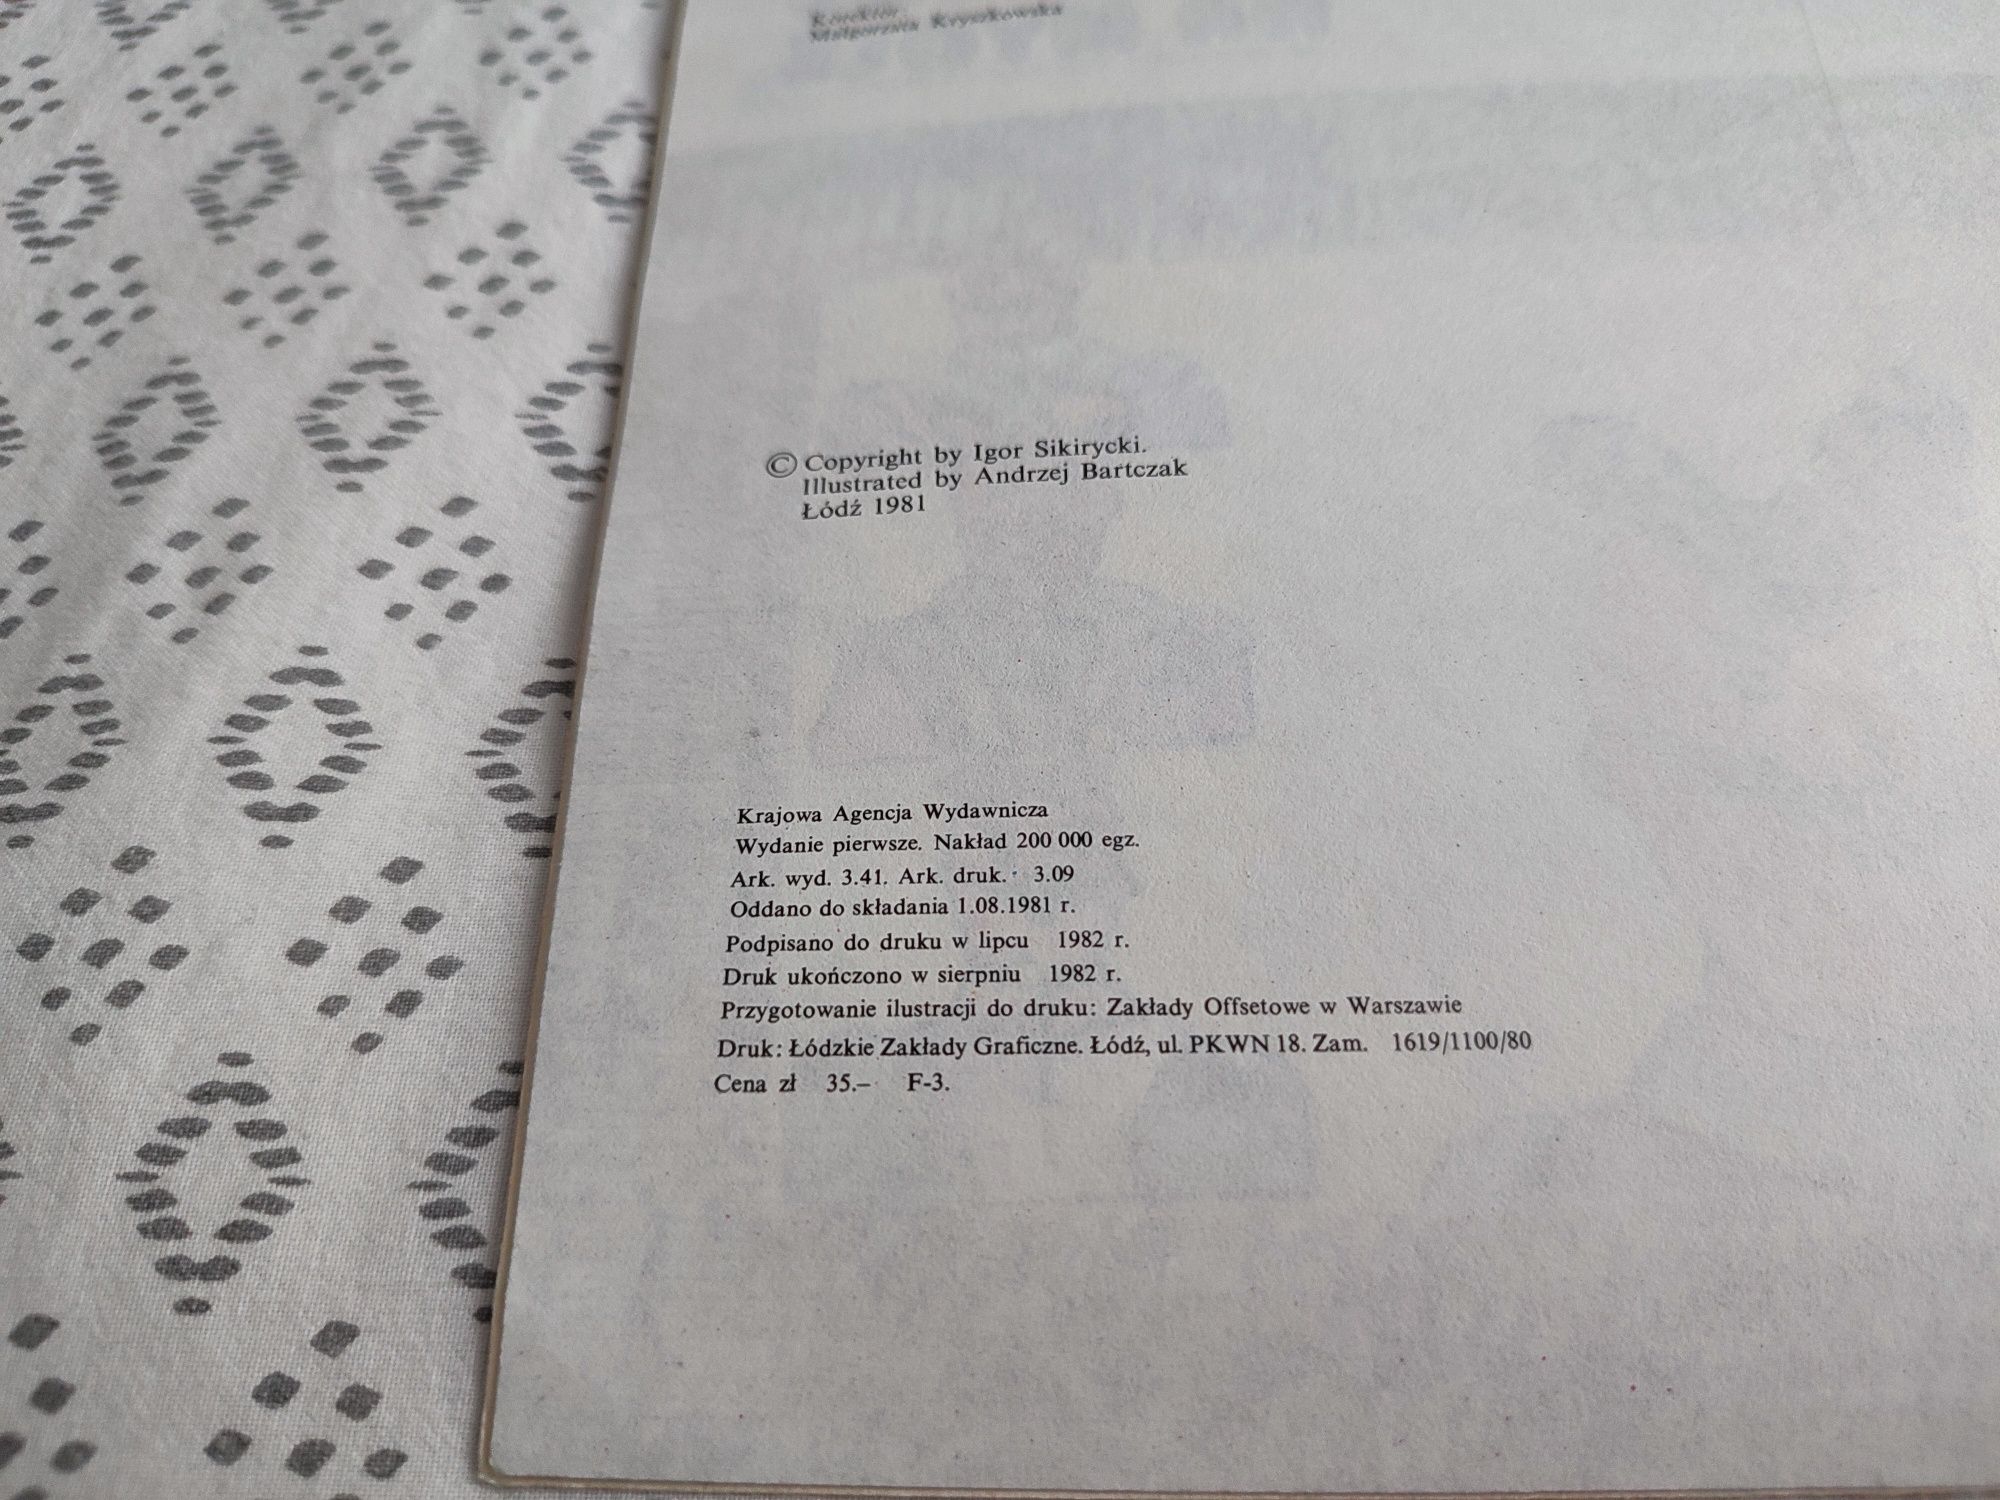 Korektor
Małgorzata Kryszkowska
© Copyright by Igor Sikirycki.
Illustrated by Andrzej Bartczak
Łódź 1981
Krajowa Agencja Wydawnicza
Wydanie pierwsze. Nakład 200 000 egz.
Ark. wyd. 3.41. Ark. druk. 3.09
Oddano do składania 1.08.1981 r.
Podpisano do druku w lipcu 1982 r.
Druk ukończono w sierpniu 1982 r.
Przygotowanie ilustracji do druku: Zakłady Offsetowe w Warszawie
Druk: Łódzkie Zakłady Graficzne. Łódź, ul. PKWN 18. Zam. 1619/1100/80
Cena zł 35.– F-3.